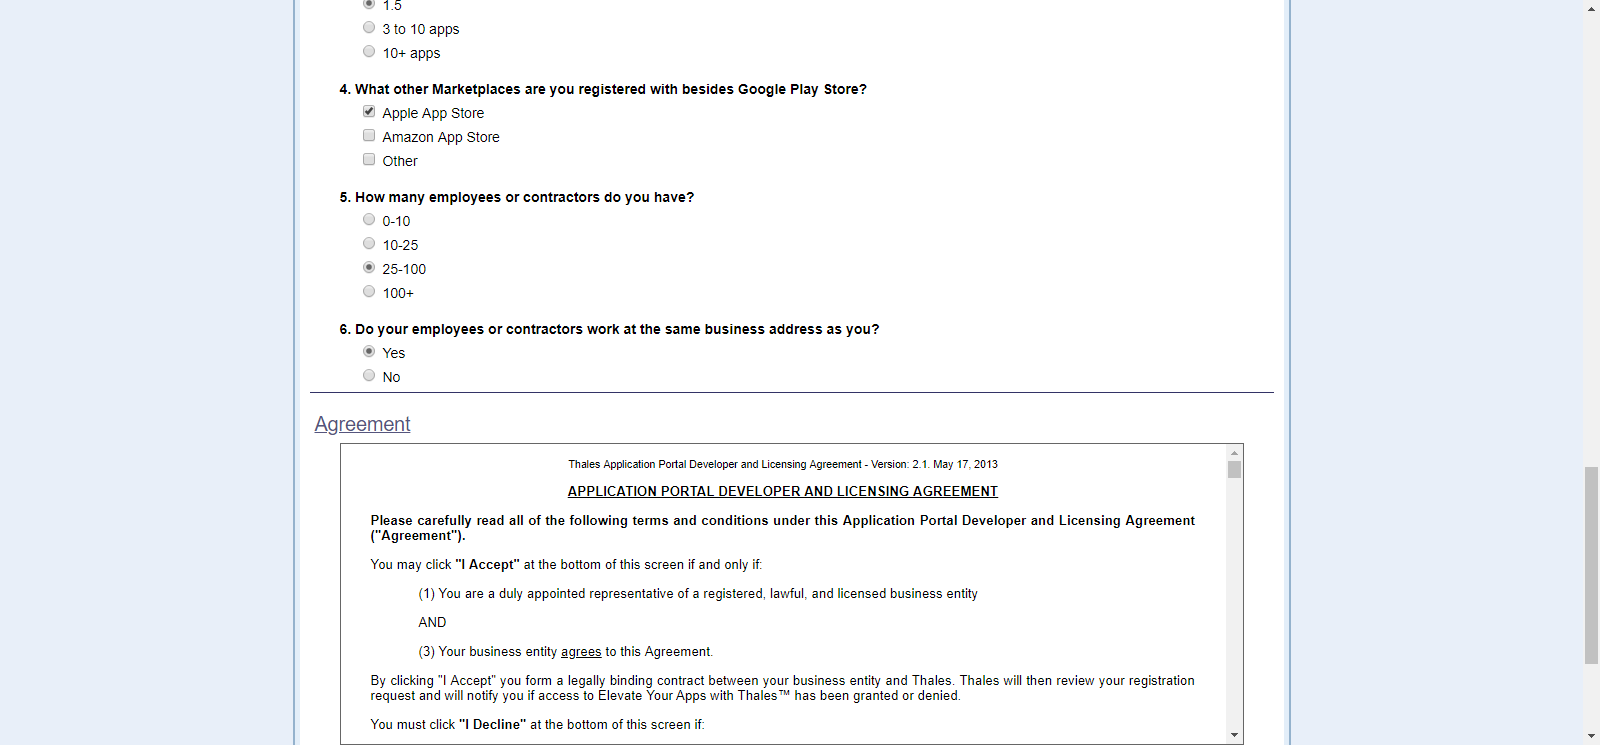 1.5
3 to 10 apps
10+ apps
4. What other Marketplaces are you registered with besides Google Play Store?
Apple App Store
Amazon App Store
Other
5. How many employees or contractors do you have?
0-10
10-25
25-100
100+
6. Do your employees or contractors work at the same business address as you?
Yes
No
Agreement
Thales Application Portal Developer and Licensing Agreement - Version: 2.1. May 17, 2013
APPLICATION PORTAL DEVELOPER AND LICENSING AGREEMENT
Please carefully read all of the following terms and conditions under this Application Portal Developer and Licensing Agreement
("Agreement").
You may click "I Accept" at the bottom of this screen if and only if:
(1) You are a duly appointed representative of a registered, lawful, and licensed business entity
AND
(3) Your business entity agrees to this Agreement.
By clicking "I Accept" you form a legally binding contract between your business entity and Thales. Thales will then review your registration
request and will notify you if access to Elevate Your Apps with Thales™ has been granted or denied.
You must click "I Decline" at the bottom of this screen if: